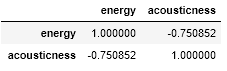 energy acousticness
energy 1.000000 -0.750852
acousticness -0.750852 1.000000